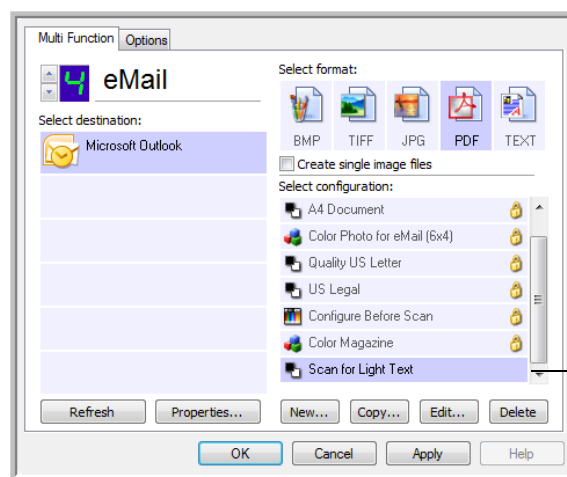 Multi Function Options
4 eMail
Select destination:
Microsoft Outlook
Select format:
BMP TIFF JPG PDF TEXT
Create single image files
Select configuration:
A4 Document
Color Photo for eMail (6x4)
Quality US Letter
US Legal
Configure Before Scan
Color Magazine
Scan for Light Text
Refresh Properties... New... Copy... Edit... Delete
OK Cancel Apply Help